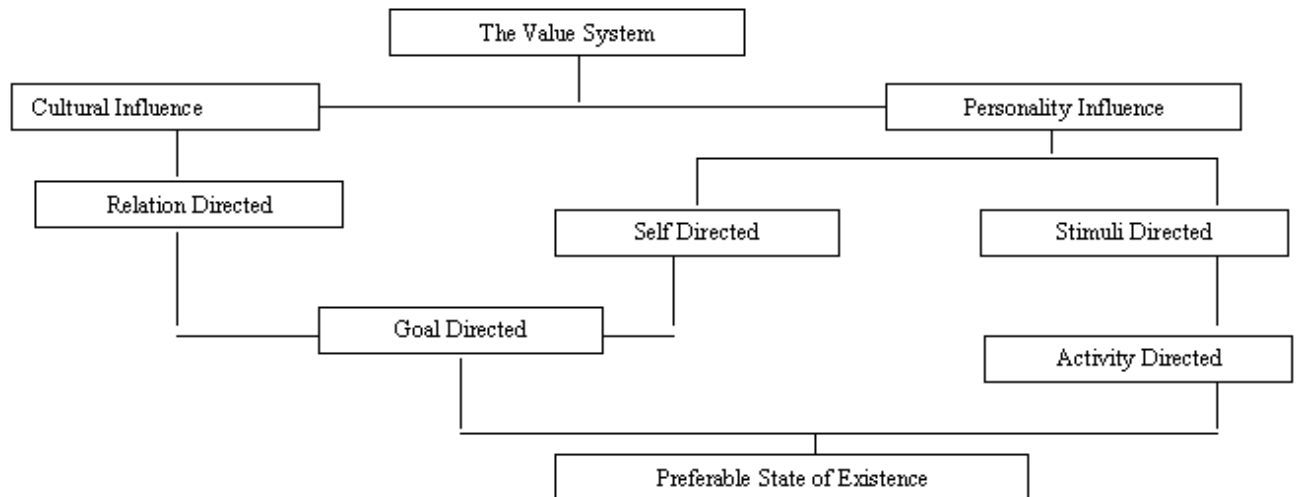 The Value System
Cultural Influence
Personality Influence
Relation Directed
Self Directed
Stimuli Directed
Goal Directed
Activity Directed
Preferable State of Existence